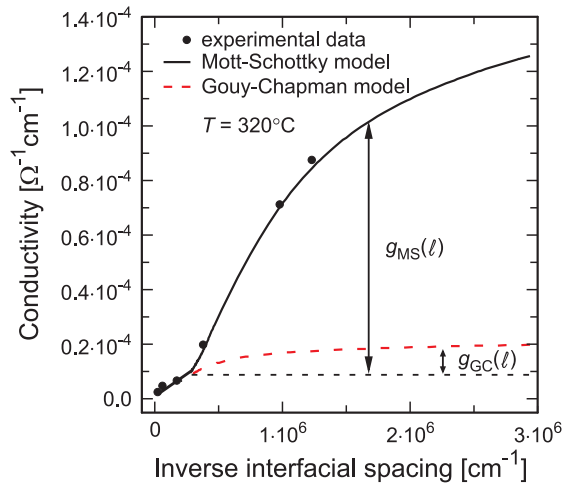 experimental data
Mott-Schottky model
Gouy-Chapman model
T = 320°C
Conductivity [Ω⁻¹cm⁻¹]
1.4·10⁻⁴
1.2·10⁻⁴
1.0·10⁻⁴
0.8·10⁻⁴
0.6·10⁻⁴
0.4·10⁻⁴
0.2·10⁻⁴
0.0
g_MS(ℓ)
g_GC(ℓ)
0 1·10⁶ 2·10⁶ 3·10⁶
Inverse interfacial spacing [cm⁻¹]